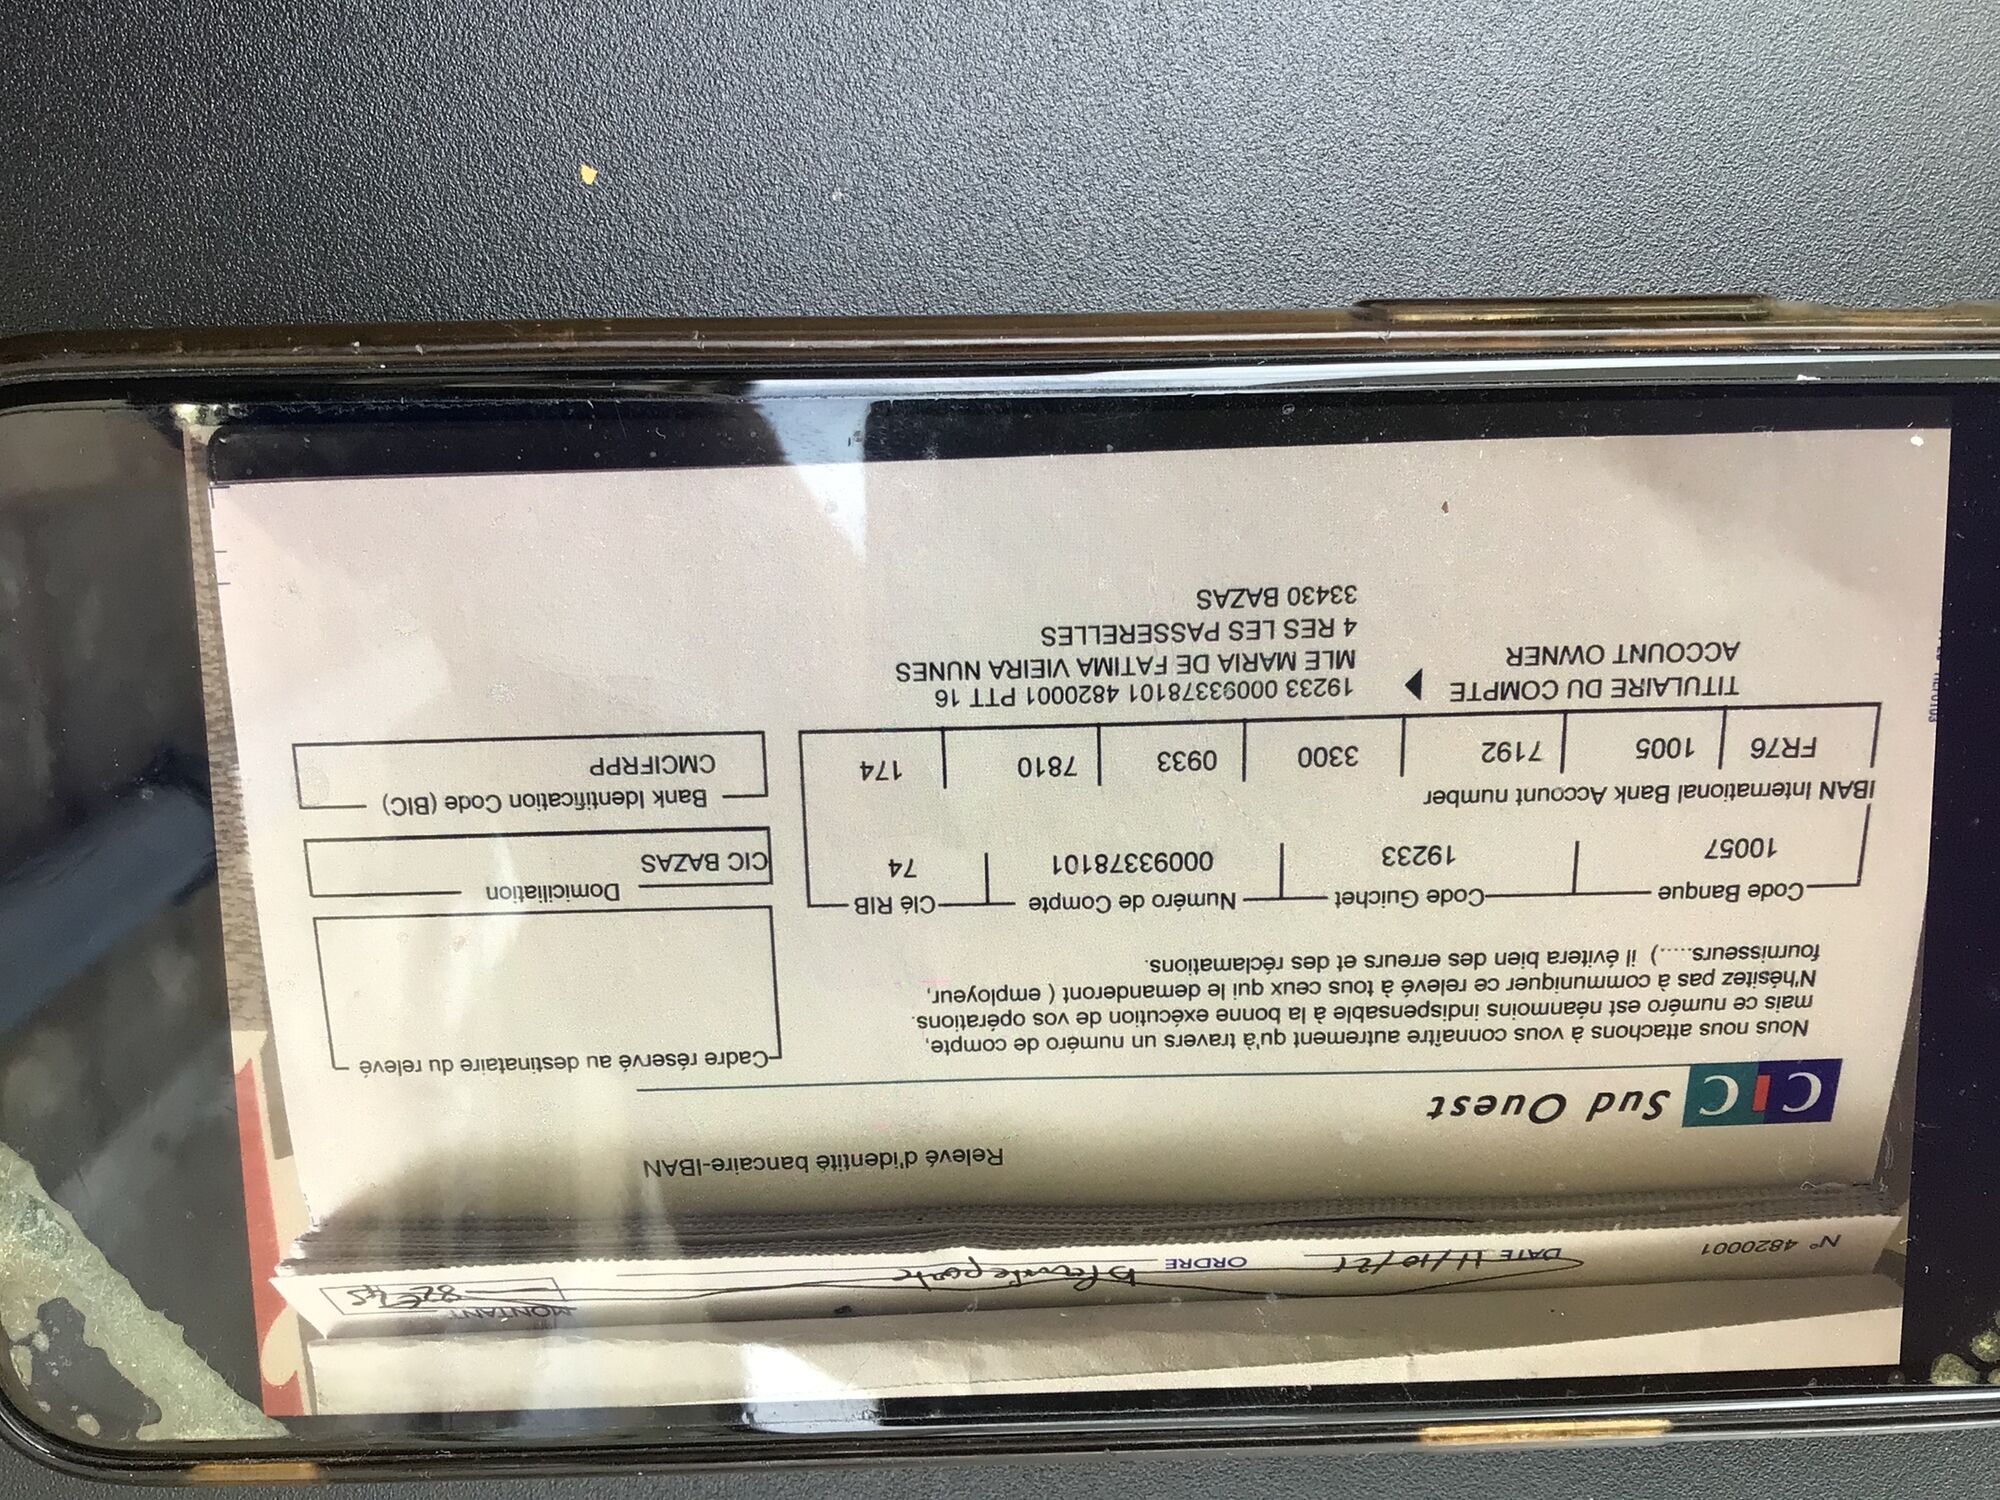 N° 4820001
DATE 11/10/21
ORDRE
MONTANT
Relevé d'identité bancaire-IBAN
CIC Sud Ouest
Nous nous attachons à vous connaître autrement qu'à travers un numéro de compte,
mais ce numéro est néanmoins indispensable à la bonne exécution de vos opérations.
N'hésitez pas à communiquer ce relevé à tous ceux qui le demanderont ( employeur,
fournisseurs.....) il évitera bien des erreurs et des réclamations.
Cadre réservé au destinataire du relevé
Code Banque Code Guichet Numéro de Compte Clé RIB
10057 19233 00093378101 74
Domiciliation
CIC BAZAS
IBAN International Bank Account number
FR76 1005 7192 3300 0933 7810 174
Bank Identification Code (BIC)
CMCIFRPP
TITULAIRE DU COMPTE
ACCOUNT OWNER
19233 00093378101 4820001 PTT 16
MLE MARIA DE FATIMA VIEIRA NUNES
4 RES LES PASSERELLES
33430 BAZAS